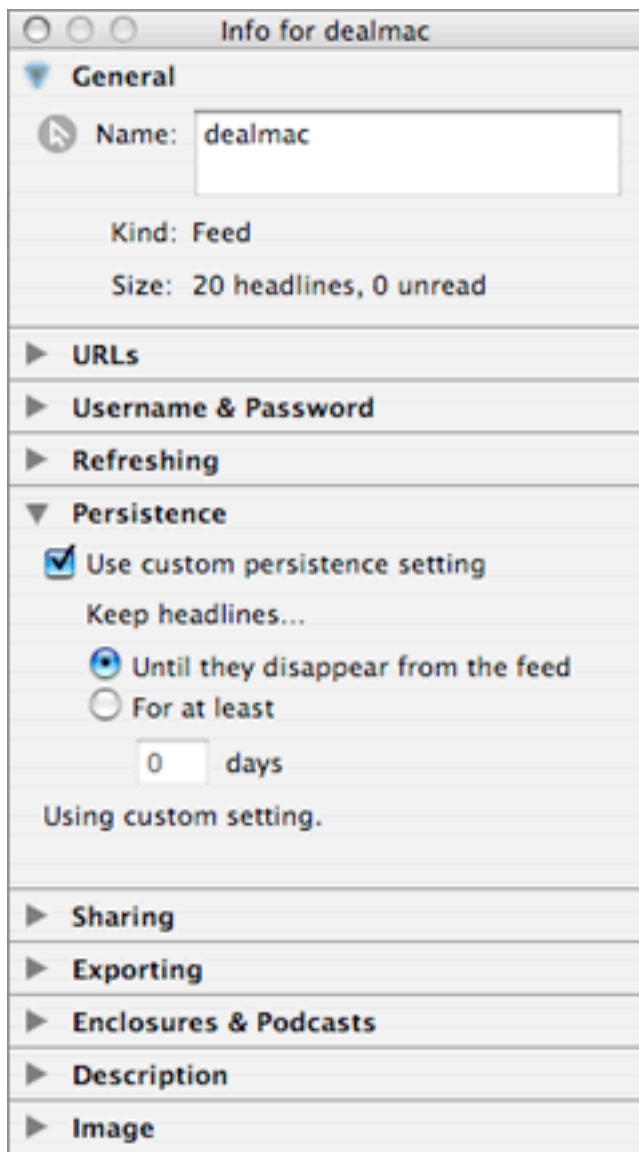 Info for dealmac
General
Name: dealmac
Kind: Feed
Size: 20 headlines, 0 unread
URLs
Username & Password
Refreshing
Persistence
Use custom persistence setting
Keep headlines...
Until they disappear from the feed
For at least
0 days
Using custom setting.
Sharing
Exporting
Enclosures & Podcasts
Description
Image